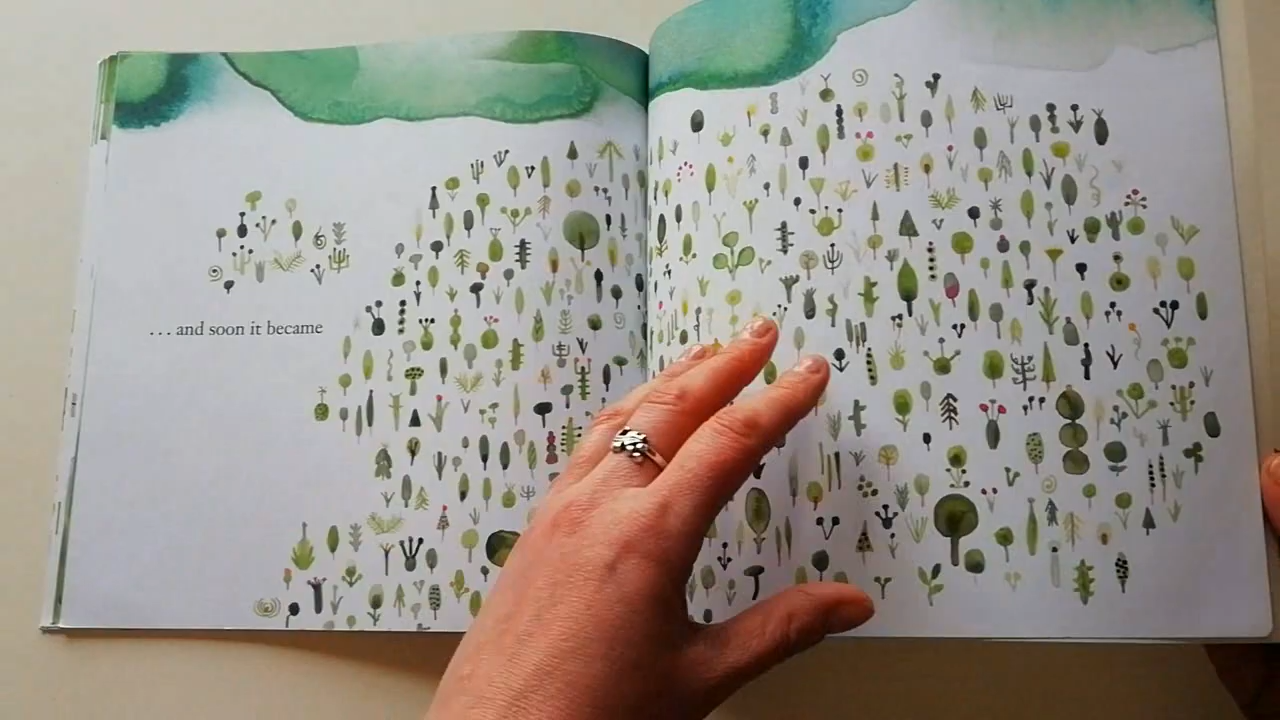 . . . and soon it became